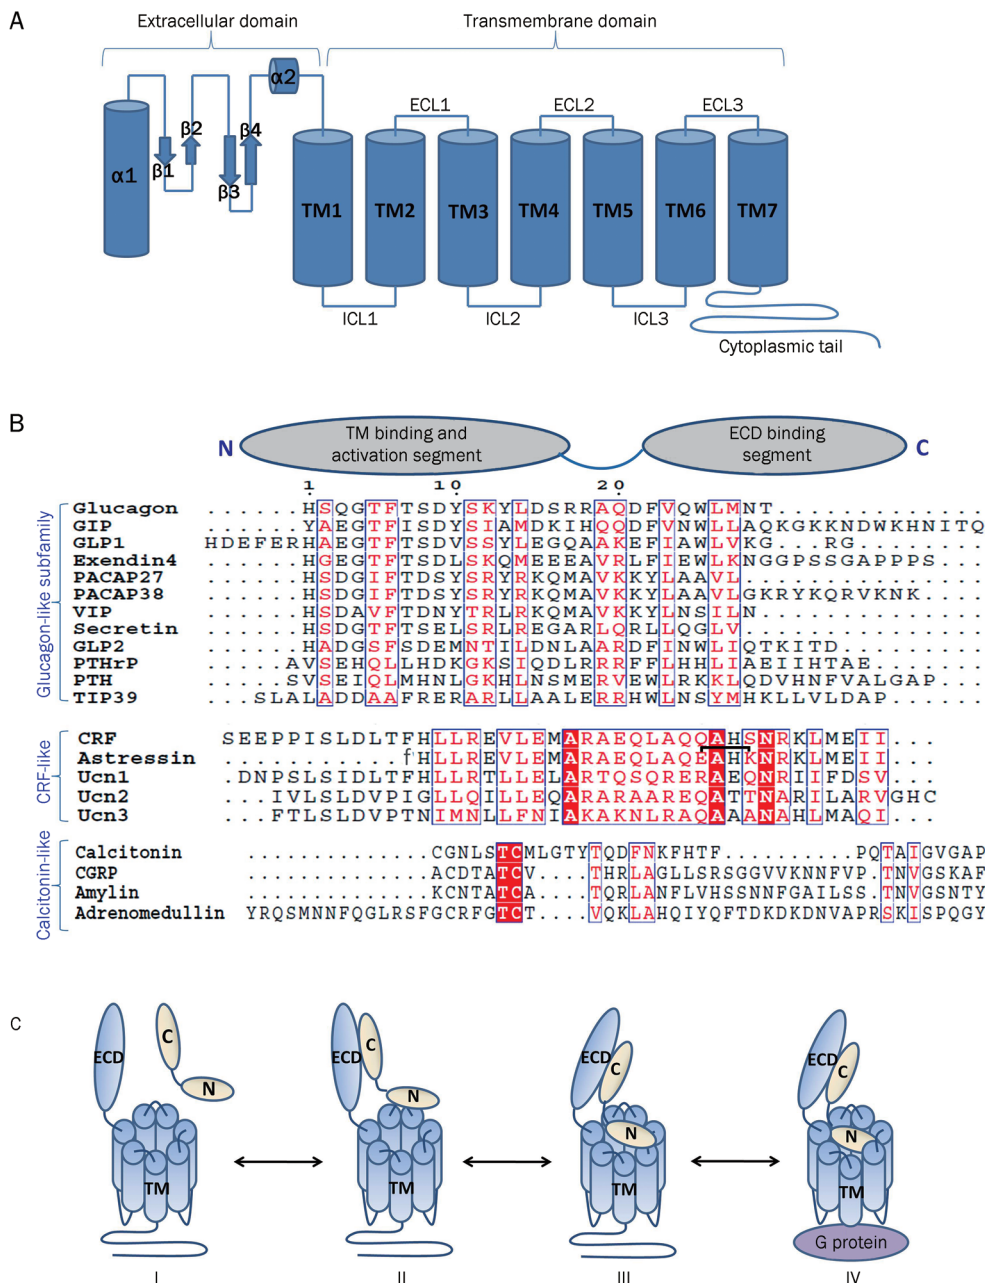 A
Extracellular domain
Transmembrane domain
α2
ECL1
ECL2
ECL3
β2
β4
β1
β3
α1
TM1
TM2
TM3
TM4
TM5
TM6
TM7
ICL1
ICL2
ICL3
Cytoplasmic tail
B
N
TM binding and
activation segment
ECD binding
segment
C
1 10 20
Glucagon-like subfamily
Glucagon ......HSQGTFTSDYSKYLDSRRAQDFVQWLMNT.............
GIP ......YAEGTFISDYSIAMDKIHQQDFVNWLLAQKGKKNDWKHNITQ
GLP1 HDEFERHAEGTFTSDVSSYLEGQAAKEFIAWLVKG...RG........
Exendin4 ......HGEGTFTSDLSKQMEEEAVRLFIEWLKNGGPSSGAPPPS...
PACAP27 ......HSDGIFTDSYSRYRKQMAVKKYLAAVL...............
PACAP38 ......HSDGIFTDSYSRYRKQMAVKKYLAAVLGKRYKQRVKNK....
VIP ......HSDAVFTDNYTRLRKQMAVKKYLNSILN..............
Secretin ......HSDGTFTSELSRLREGARLQRLLQGLV...............
GLP2 ......HADGSFSDEMNTILDNLAARDFINWLIQTKITD.........
PTHrP .....AVSEHQLLHDKGKSIQDLRRRFFLHHLIAEIIHTAE.......
PTH .....SVSEIQLMHNLGKHLNSMERVEWLRKKLQDVHNFVALGAP...
TIP39 ...SLALADDAAFRERARLLAALERRHWLNSYMHKLLVLDAP......
CRF-like
CRF SEEPPISLDLTFHLLREVLEMARAEQLAQQAHSNRKLMEII...
Astressin fHLLREVLEMARAEQLAQEAHKNRKLMEII...
Ucn1 .DNPSLSIDLTFHLLRTLLELARTQSQRERAEQNRIIFDSV...
Ucn2 ...IVLSLDVPIGLLQILLEQARARAAREQATTNARILARVGHC
Ucn3 ...FTLSLDVPTNIMNLLFNIAKAKNLRAQAAANAHLMAQI...
Calcitonin-like
Calcitonin ..............CGNLSTCMLGTYTQDFNKFHTF..........PQTAIGVGAP
CGRP ..............ACDTATCV....THRLAGLLSRSGGVVKNNFVP.TNVGSKAF
Amylin ..............KCNTATCA....TQRLANFLVHSSNNFGAILSS.TNVGSNTY
Adrenomedullin YRQSMNNFQGLRSFGCRFGTCT....VQKLAHQIYQFTDKDKDNVAPRSKISPQGY
C
ECD
C
N
TM
I
ECD
C
N
TM
II
ECD
C
N
TM
III
ECD
C
N
TM
G protein
IV